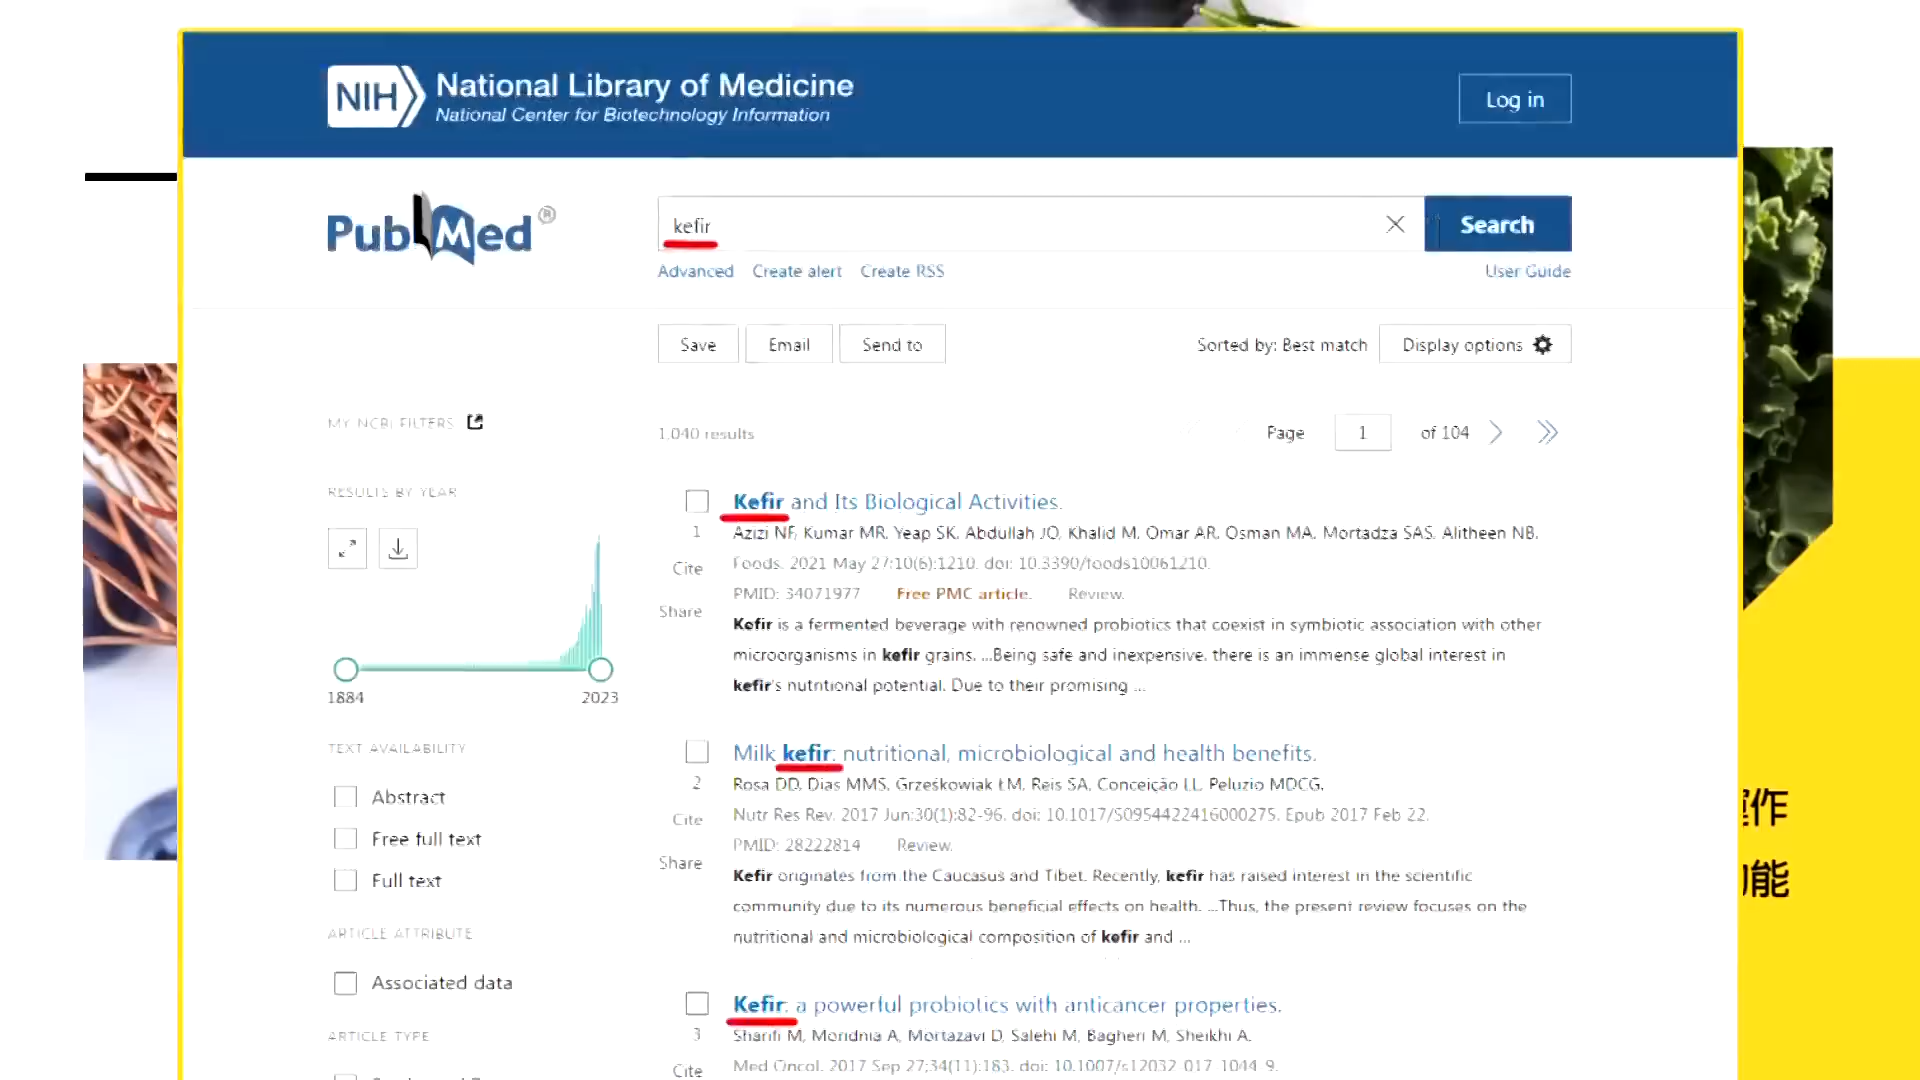 NIH National Library of Medicine
National Center for Biotechnology Information
Log in
PubMed®
kefir
Search
Advanced Create alert Create RSS
User Guide
Save Email Send to
Sorted by: Best match
Display options
MY NCBI FILTERS
1,040 results
Page 1 of 104
RESULTS BY YEAR
1884 2023
TEXT AVAILABILITY
Abstract
Free full text
Full text
ARTICLE ATTRIBUTE
Associated data
ARTICLE TYPE
Kefir and Its Biological Activities.
1
Azizi NF, Kumar MR, Yeap SK, Abdullah JO, Khalid M, Omar AR, Osman MA, Mortadza SAS, Alitheen NB.
Cite
Foods. 2021 May 27;10(6):1210. doi: 10.3390/foods10061210.
PMID: 34071977 Free PMC article. Review.
Share
Kefir is a fermented beverage with renowned probiotics that coexist in symbiotic association with other
microorganisms in kefir grains. ...Being safe and inexpensive, there is an immense global interest in
kefir's nutritional potential. Due to their promising ...
Milk kefir: nutritional, microbiological and health benefits.
2
Rosa DD, Dias MMS, Grześkowiak ŁM, Reis SA, Conceição LL, Peluzio MDCG.
Cite
Nutr Res Rev. 2017 Jun;30(1):82-96. doi: 10.1017/S0954422416000275. Epub 2017 Feb 22.
PMID: 28222814 Review.
Share
Kefir originates from the Caucasus and Tibet. Recently, kefir has raised interest in the scientific
community due to its numerous beneficial effects on health. ...Thus, the present review focuses on the
nutritional and microbiological composition of kefir and ...
Kefir: a powerful probiotics with anticancer properties.
3
Sharifi M, Moridnia A, Mortazavi D, Salehi M, Bagheri M, Sheikhi A.
Cite
Med Oncol. 2017 Sep 27;34(11):183. doi: 10.1007/s12032-017-1044-9.
作
能